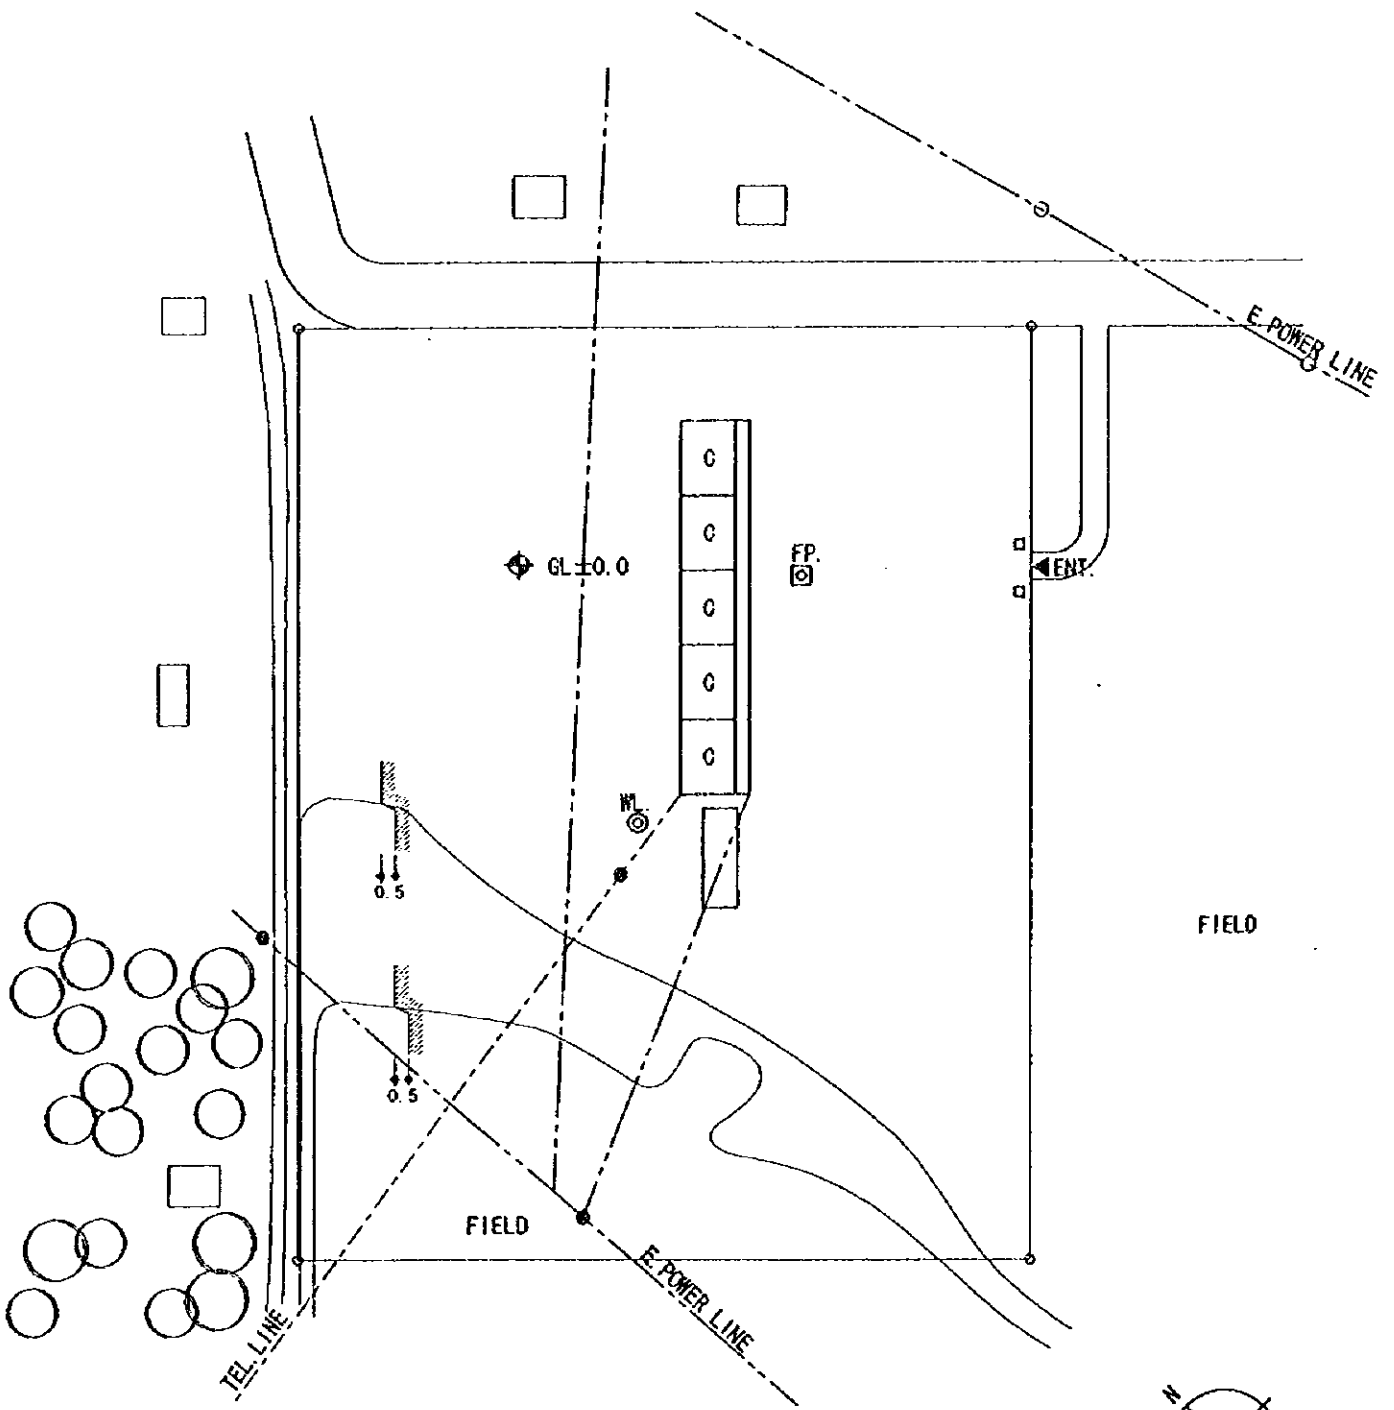 E. POWER LINE
C
C
FP.
GL±0.0
ENT.
C
C
C
WL.
0.5
FIELD
0.5
FIELD
E. POWER LINE
TEL. LINE
N